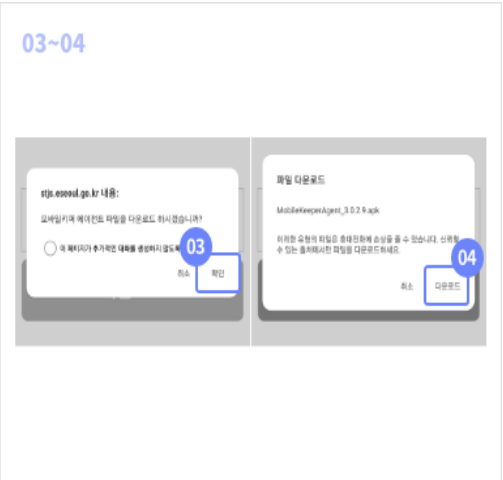 03~04
stjs.eseoul.go.kr 내용:
모바일키퍼 에이전트 파일을 다운로드 하시겠습니까?
이 페이지가 추가적인 대화를 생성하지 않도록
03
취소
확인
파일 다운로드
MobileKeeperAgent_3.0.2.9.apk
이러한 유형의 파일은 휴대전화에 손상을 줄 수 있습니다. 신뢰할
수 있는 출처에서만 파일을 다운로드하세요.
04
취소
다운로드